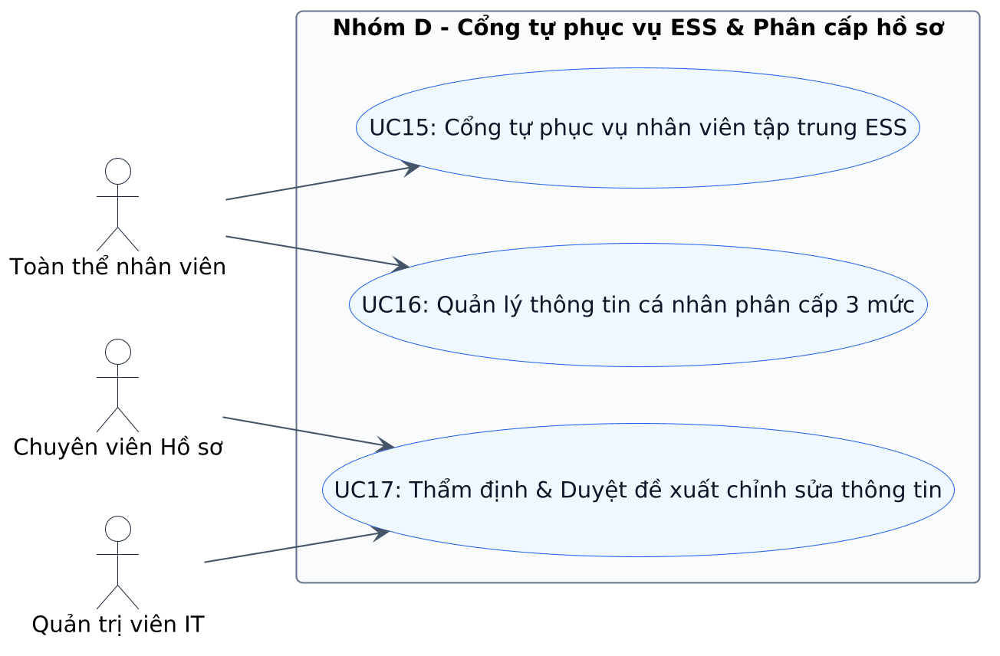 Nhóm D - Cổng tự phục vụ ESS & Phân cấp hồ sơ
UC15: Cổng tự phục vụ nhân viên tập trung ESS
Toàn thể nhân viên
UC16: Quản lý thông tin cá nhân phân cấp 3 mức
Chuyên viên Hồ sơ
UC17: Thẩm định & Duyệt đề xuất chỉnh sửa thông tin
Quản trị viên IT